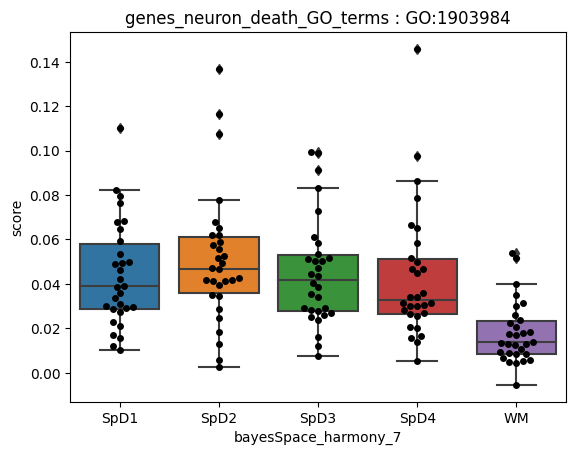 genes_neuron_death_GO_terms : GO:1903984
0.14
0.12
0.10
0.08
0.06
0.04
0.02
0.00
score
SpD1 SpD2 SpD3 SpD4 WM
bayesSpace_harmony_7